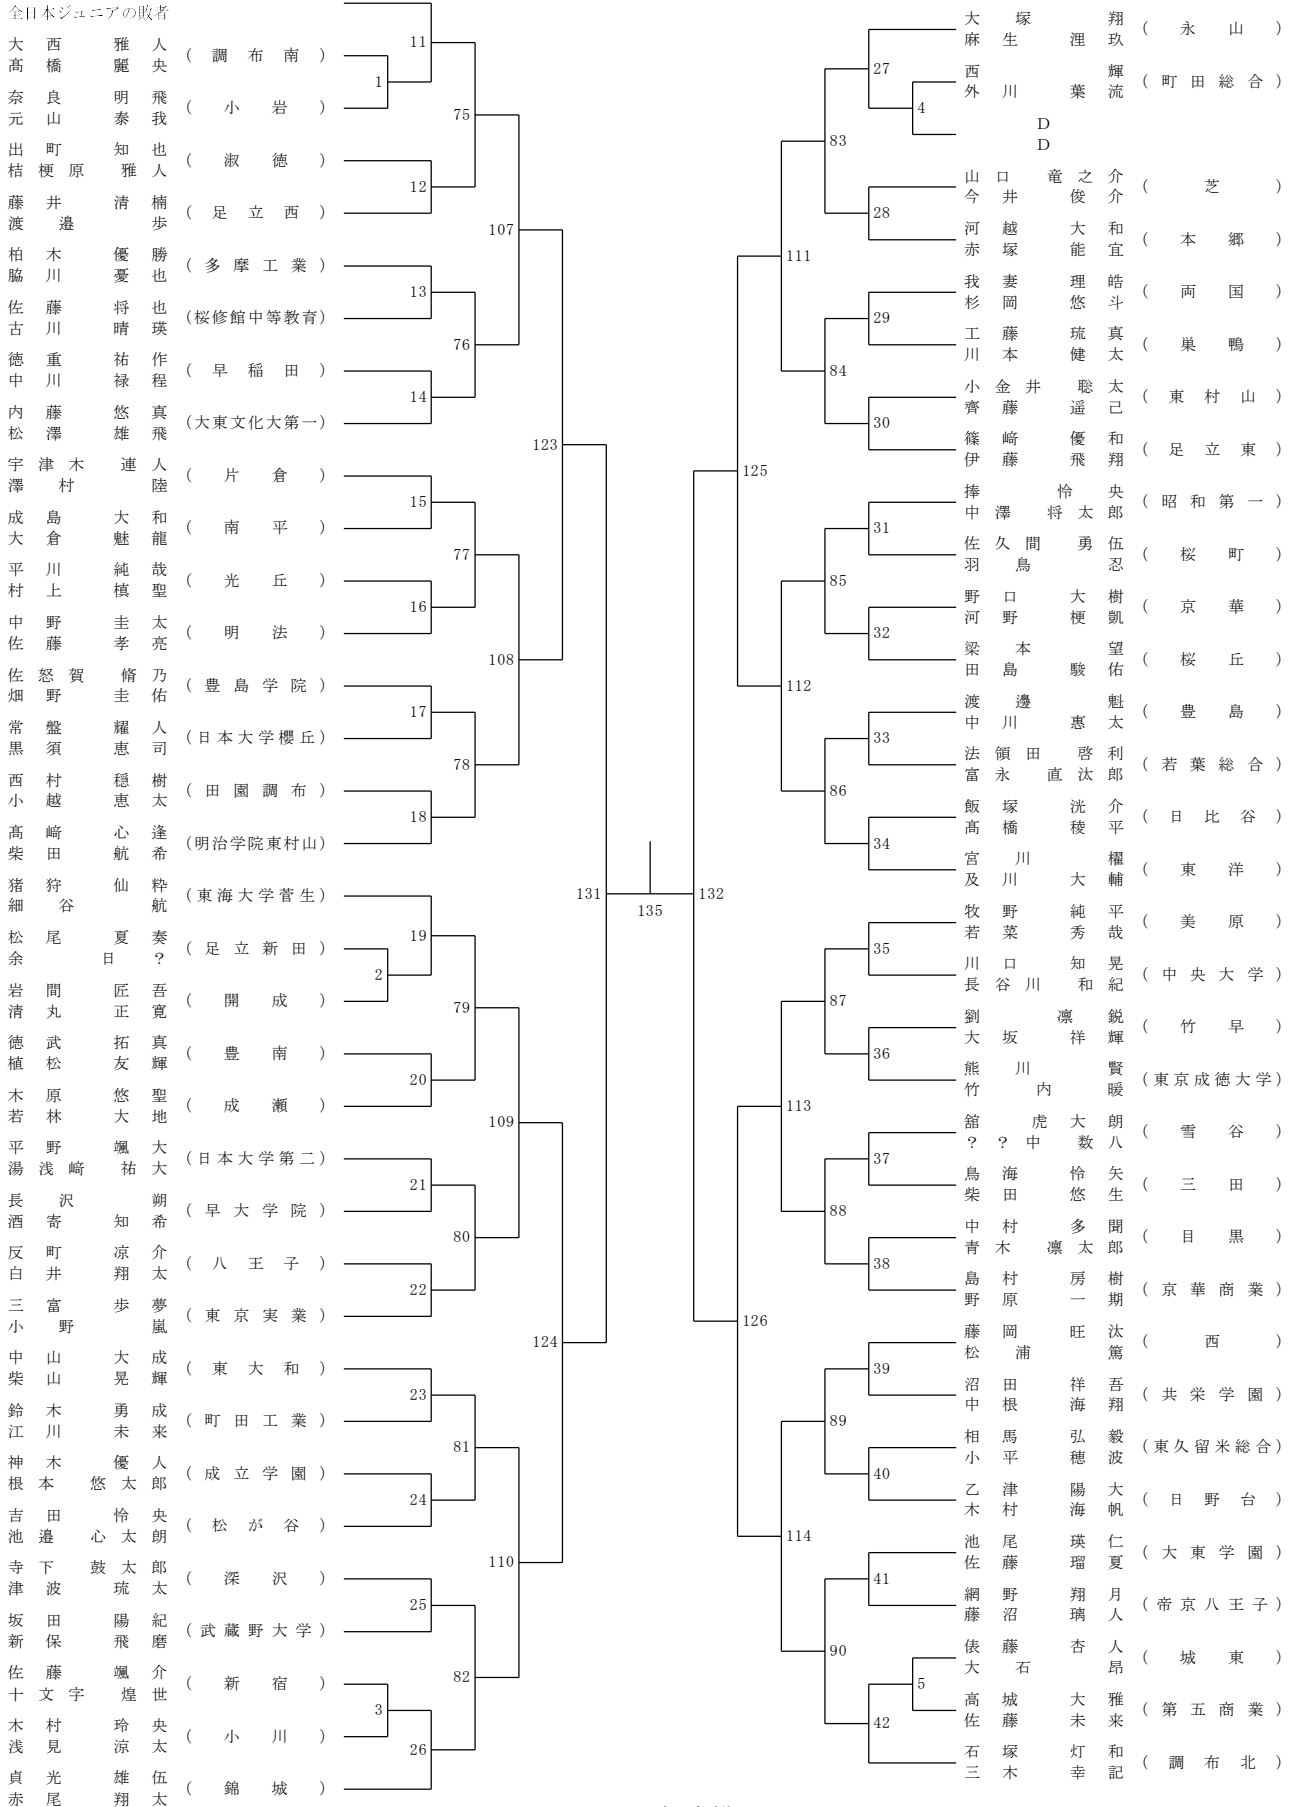 全日本ジュニアの敗者
大西 雅人
髙橋 麗央 (調布南)
奈良 明飛
元山 泰我 (小岩)
出町 知也
桔梗原 雅人 (淑徳)
藤井 清楠
渡邉 歩 (足立西)
柏木 優勝
脇川 憂也 (多摩工業)
佐藤 将也
古川 晴瑛 (桜修館中等教育)
徳重 祐作
中川 禄程 (早稲田)
内藤 悠真
松澤 雄飛 (大東文化大第一)
宇津木 連人
澤村 陸 (片倉)
成島 大和
大倉 魅龍 (南平)
平川 純哉
村上 槙聖 (光丘)
中野 圭太
佐藤 孝亮 (明法)
佐怒賀 脩乃
畑野 圭佑 (豊島学院)
常盤 耀人
黒須 恵司 (日本大学櫻丘)
西村 穏樹
小越 恵太 (田園調布)
髙﨑 心逢
柴田 航希 (明治学院東村山)
猪狩 仙粋
細谷 航 (東海大学菅生)
松尾 夏奏
余 日? (足立新田)
岩間 匠吾
清丸 正寛 (開成)
徳武 拓真
植松 友輝 (豊南)
木原 悠聖
若林 大地 (成瀬)
平野 颯大
湯浅﨑 祐大 (日本大学第二)
長沢 朔
酒寄 知希 (早大学院)
反町 凉介
白井 翔太 (八王子)
三富 歩夢
小野 嵐 (東京実業)
中山 大成
柴山 晃輝 (東大和)
鈴木 勇成
江川 未来 (町田工業)
神木 優人
根本 悠太郎 (成立学園)
吉田 怜央
池邉 心太朗 (松が谷)
寺下 鼓太郎
津波 琉太 (深沢)
坂田 陽紀
新保 飛磨 (武蔵野大学)
佐藤 颯介
十文字 煌世 (新宿)
木村 玲央
浅見 涼太 (小川)
貞光 雄伍
赤尾 翔太 (錦城)
11
1
75
12
107
13
76
14
123
15
77
16
108
17
78
18
131
19
2
79
20
109
21
80
22
124
23
81
24
110
25
82
3
26
135
132
27
4
83
28
111
29
84
30
125
31
85
32
112
33
86
34
35
87
36
113
37
88
38
126
39
89
40
114
41
90
5
42
大塚 翔
麻生 浬玖 (永山)
西 輝
外川 葉流 (町田総合)
D
D
山口 竜之介
今井 俊介 (芝)
河越 大和
赤塚 能宜 (本郷)
我妻 理皓
杉岡 悠斗 (両国)
工藤 琉真
川本 健太 (巣鴨)
小金井 聡太
齊藤 遥己 (東村山)
篠﨑 優和
伊藤 飛翔 (足立東)
捧 怜央
中澤 将太郎 (昭和第一)
佐久間 勇伍
羽鳥 忍 (桜町)
野口 大樹
河野 梗凱 (京華)
梁本 望
田島 駿佑 (桜丘)
渡邊 魁
中川 惠太 (豊島)
法領田 啓利
富永 直汰郎 (若葉総合)
飯塚 洸介
髙橋 稜平 (日比谷)
宮川 櫂
及川 大輔 (東洋)
牧野 純平
若菜 秀哉 (美原)
川口 知晃
長谷川 和紀 (中央大学)
劉 凛鋭
大坂 祥輝 (竹早)
熊川 賢
竹内 暖 (東京成徳大学)
舘 虎大朗
??中 数八 (雪谷)
鳥海 怜矢
柴田 悠生 (三田)
中村 多聞
青木 凛太郎 (目黒)
島村 房樹
野原 一期 (京華商業)
藤岡 旺汰
松浦 篤 (西)
沼田 祥吾
中根 海翔 (共栄学園)
相馬 弘毅
小平 穂波 (東久留米総合)
乙津 陽大
木村 海帆 (日野台)
池尾 瑛仁
佐藤 瑠夏 (大東学園)
網野 翔月
藤沼 璃人 (帝京八王子)
俵藤 杏人
大石 昂 (城東)
高城 大雅
佐藤 未来 (第五商業)
石塚 灯和
三木 幸記 (調布北)